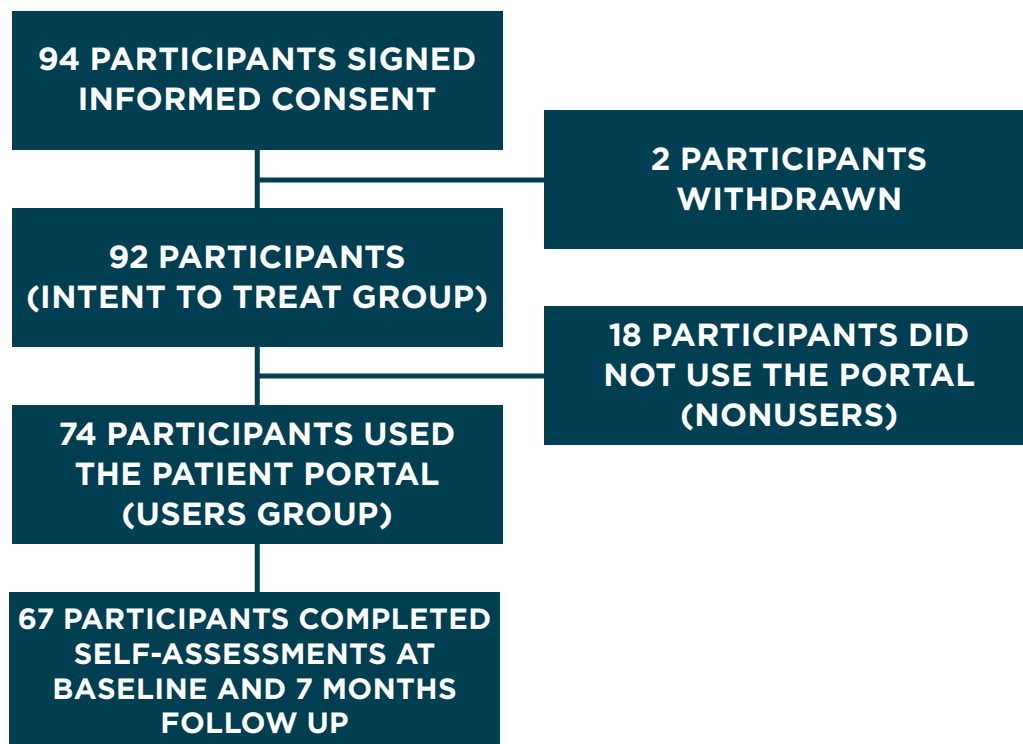 94 PARTICIPANTS SIGNED
INFORMED CONSENT
2 PARTICIPANTS
WITHDRAWN
92 PARTICIPANTS
(INTENT TO TREAT GROUP)
18 PARTICIPANTS DID
NOT USE THE PORTAL
(NONUSERS)
74 PARTICIPANTS USED
THE PATIENT PORTAL
(USERS GROUP)
67 PARTICIPANTS COMPLETED
SELF-ASSESSMENTS AT
BASELINE AND 7 MONTHS
FOLLOW UP